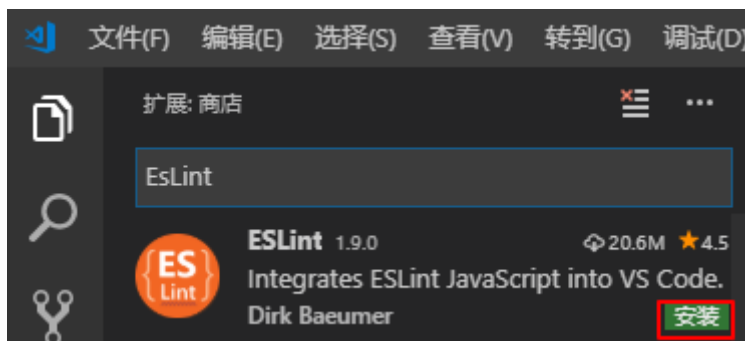 文件(F) 编辑(E) 选择(S) 查看(V) 转到(G) 调试(D)
扩展: 商店
EsLint
ESLint 1.9.0 20.6M 4.5
{ES}
Lint
Integrates ESLint JavaScript into VS Code.
Dirk Baeumer 安装